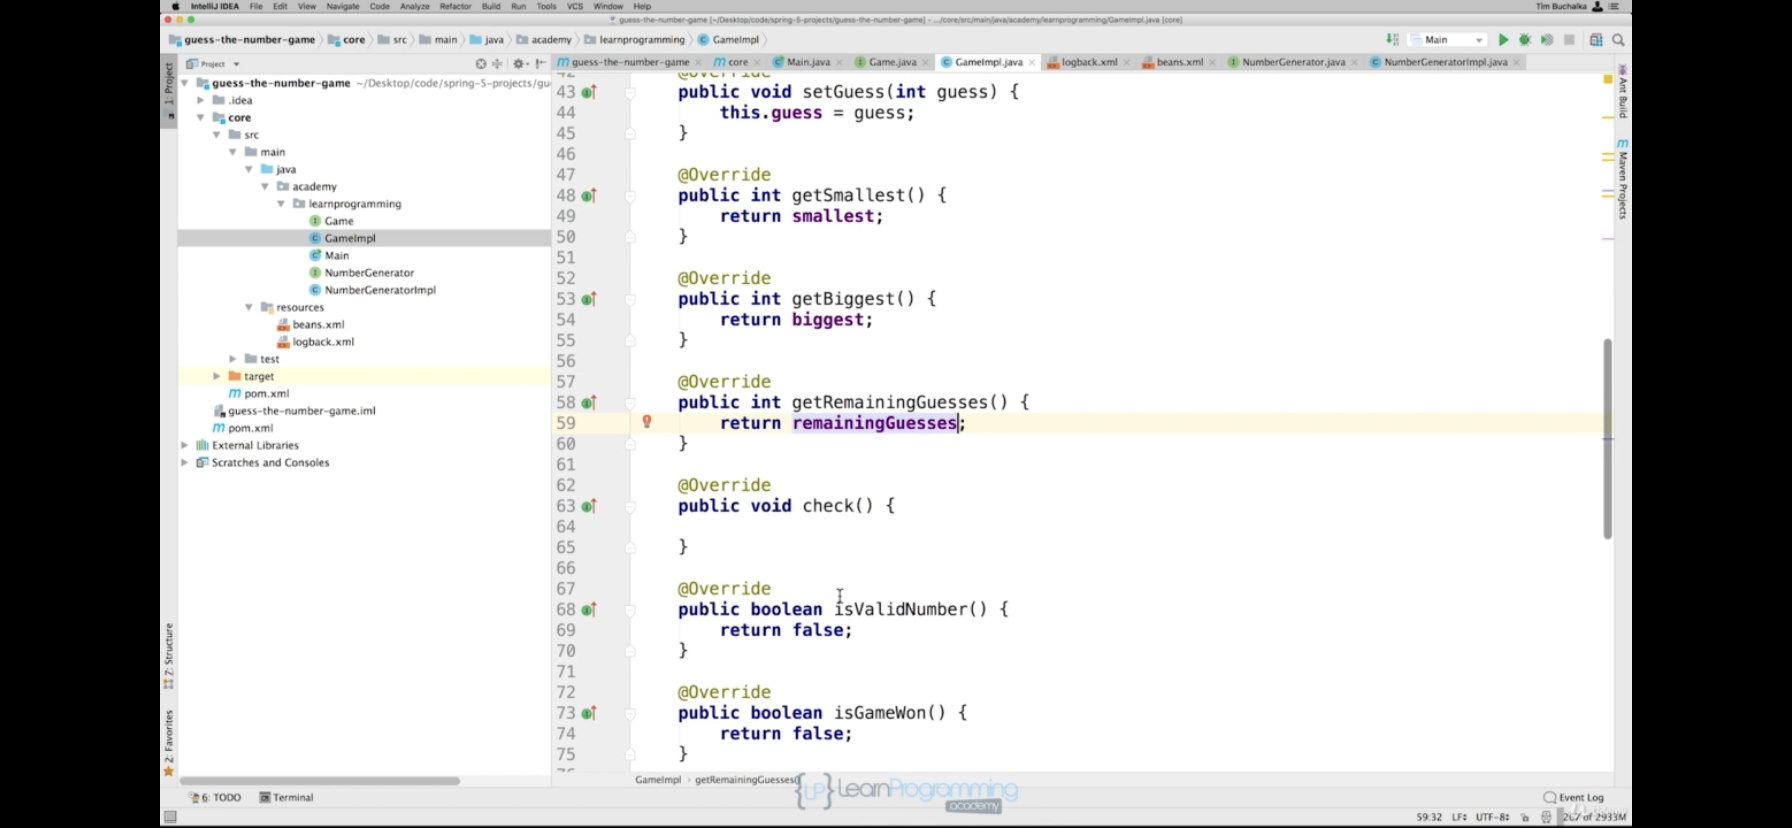 IntelliJ IDEA File Edit View Navigate Code Analyze Refactor Build Run Tools VCS Window Help Tim Buchalka
guess-the-number-game [~/Desktop/code/spring-5-projects/guess-the-number-game] - .../core/src/main/java/academy/learnprogramming/GameImpl.java [core]
guess-the-number-game core src main java academy learnprogramming GameImpl Main
Project
guess-the-number-game core Main.java Game.java GameImpl.java logback.xml beans.xml NumberGenerator.java NumberGeneratorImpl.java
1: Project
guess-the-number-game ~/Desktop/code/spring-5-projects/gu
.idea
core
src
main
java
academy
learnprogramming
Game
GameImpl
Main
NumberGenerator
NumberGeneratorImpl
resources
beans.xml
logback.xml
test
target
pom.xml
guess-the-number-game.iml
pom.xml
External Libraries
Scratches and Consoles
7: Structure
2: Favorites
42 @Override
43 public void setGuess(int guess) {
44 this.guess = guess;
45 }
46
47 @Override
48 public int getSmallest() {
49 return smallest;
50 }
51
52 @Override
53 public int getBiggest() {
54 return biggest;
55 }
56
57 @Override
58 public int getRemainingGuesses() {
59 return remainingGuesses;
60 }
61
62 @Override
63 public void check() {
64
65 }
66
67 @Override
68 public boolean isValidNumber() {
69 return false;
70 }
71
72 @Override
73 public boolean isGameWon() {
74 return false;
75 }
Ant Build
Maven Projects
GameImpl › getRemainingGuesses()
{LP} LearnProgramming
academy
6: TODO Terminal Event Log
59:32 LF: UTF-8: of 2933M